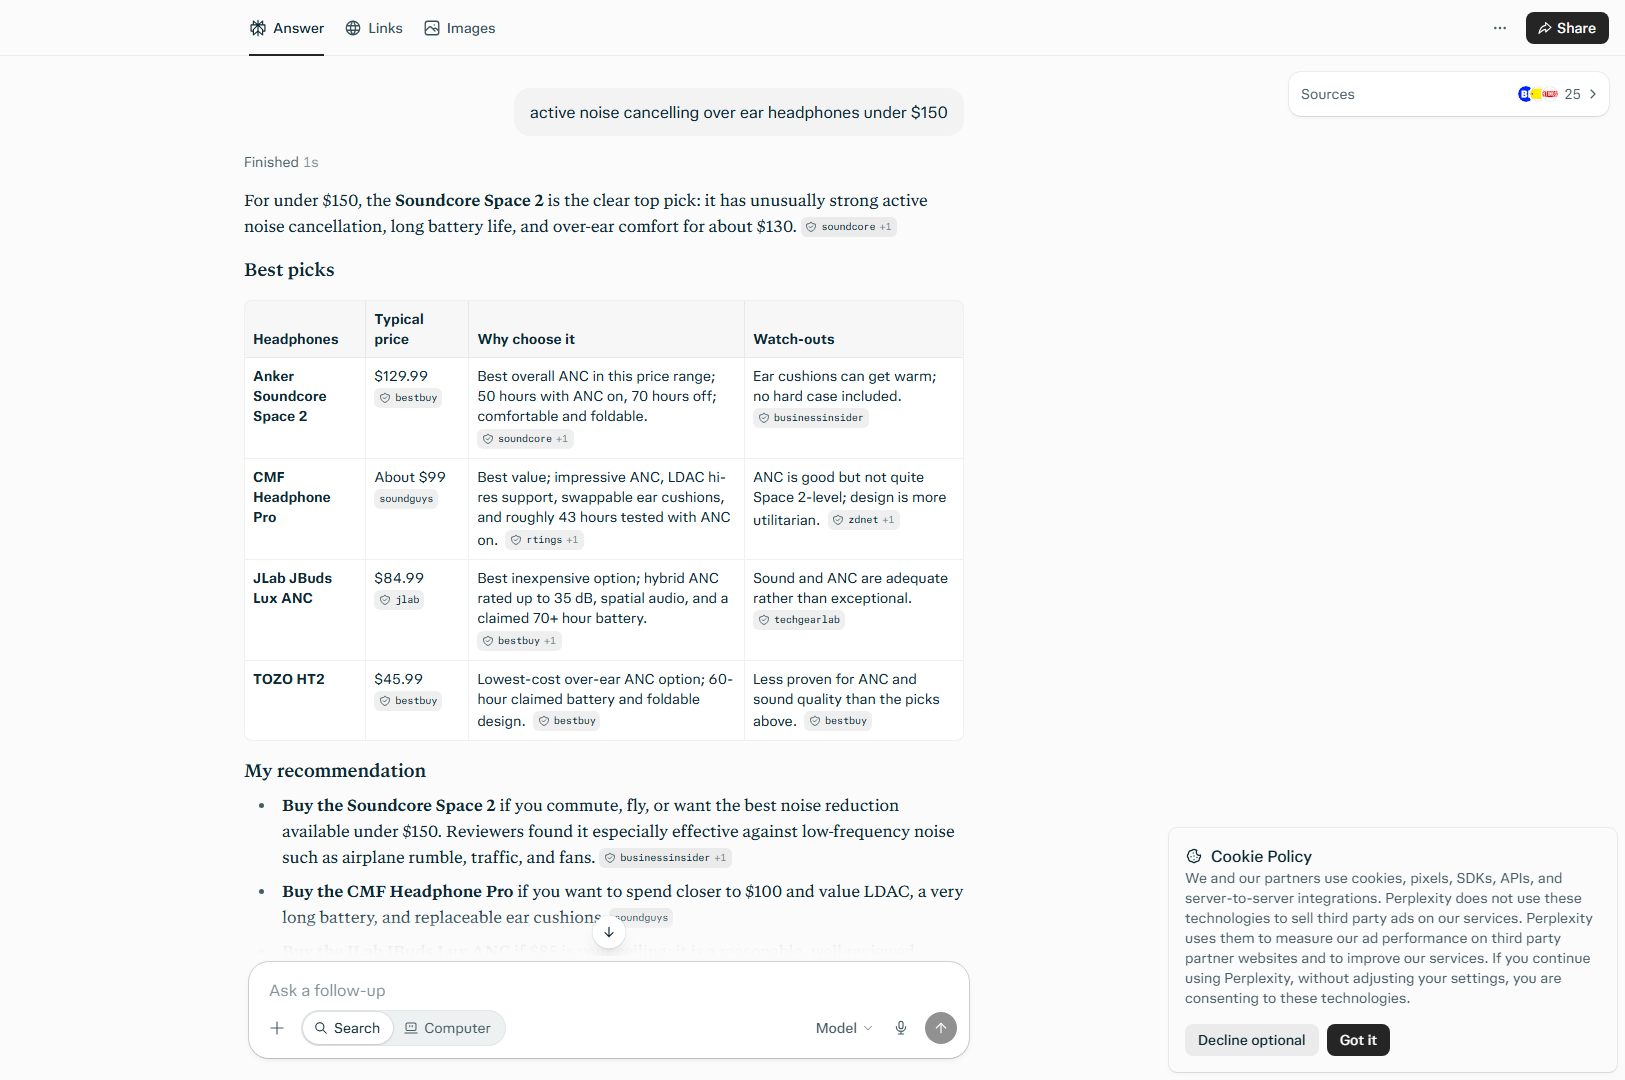 Answer
Links
Images
Share
Sources
25
active noise cancelling over ear headphones under $150
Finished 1s
For under $150, the Soundcore Space 2 is the clear top pick: it has unusually strong active
noise cancellation, long battery life, and over-ear comfort for about $130. soundcore +1
Best picks
Headphones
Typical
price
Why choose it
Watch-outs
Anker
Soundcore
Space 2
$129.99
bestbuy
Best overall ANC in this price range;
50 hours with ANC on, 70 hours off;
comfortable and foldable.
soundcore +1
Ear cushions can get warm;
no hard case included.
businessinsider
CMF
Headphone
Pro
About $99
soundguys
Best value; impressive ANC, LDAC hi-
res support, swappable ear cushions,
and roughly 43 hours tested with ANC
on. rtings +1
ANC is good but not quite
Space 2-level; design is more
utilitarian. zdnet +1
JLab JBuds
Lux ANC
$84.99
jlab
Best inexpensive option; hybrid ANC
rated up to 35 dB, spatial audio, and a
claimed 70+ hour battery.
bestbuy +1
Sound and ANC are adequate
rather than exceptional.
techgearlab
TOZO HT2
$45.99
bestbuy
Lowest-cost over-ear ANC option; 60-
hour claimed battery and foldable
design. bestbuy
Less proven for ANC and
sound quality than the picks
above. bestbuy
My recommendation
• Buy the Soundcore Space 2 if you commute, fly, or want the best noise reduction
available under $150. Reviewers found it especially effective against low-frequency noise
such as airplane rumble, traffic, and fans. businessinsider +1
• Buy the CMF Headphone Pro if you want to spend closer to $100 and value LDAC, a very
long battery, and replaceable ear cushions. soundguys
Ask a follow-up
Search
Computer
Model
Cookie Policy
We and our partners use cookies, pixels, SDKs, APIs, and
server-to-server integrations. Perplexity does not use these
technologies to sell third party ads on our services. Perplexity
uses them to measure our ad performance on third party
partner websites and to improve our services. If you continue
using Perplexity, without adjusting your settings, you are
consenting to these technologies.
Decline optional
Got it